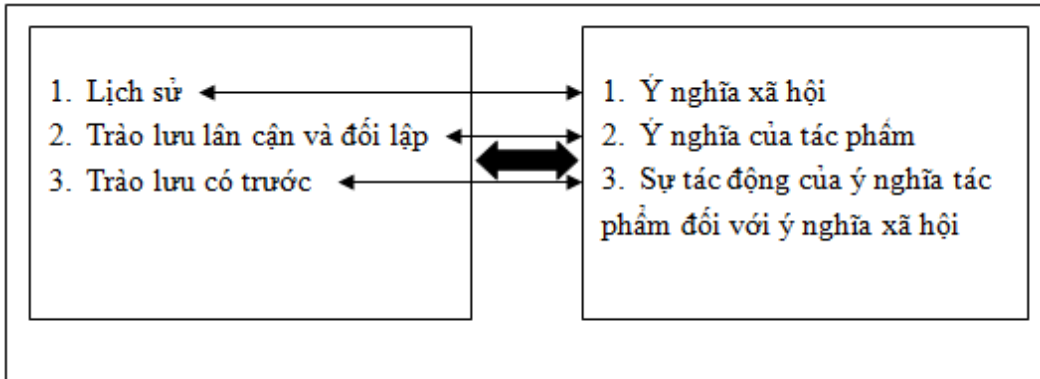 1. Lịch sử
2. Trào lưu lân cận và đối lập
3. Trào lưu có trước
1. Ý nghĩa xã hội
2. Ý nghĩa của tác phẩm
3. Sự tác động của ý nghĩa tác
phẩm đối với ý nghĩa xã hội